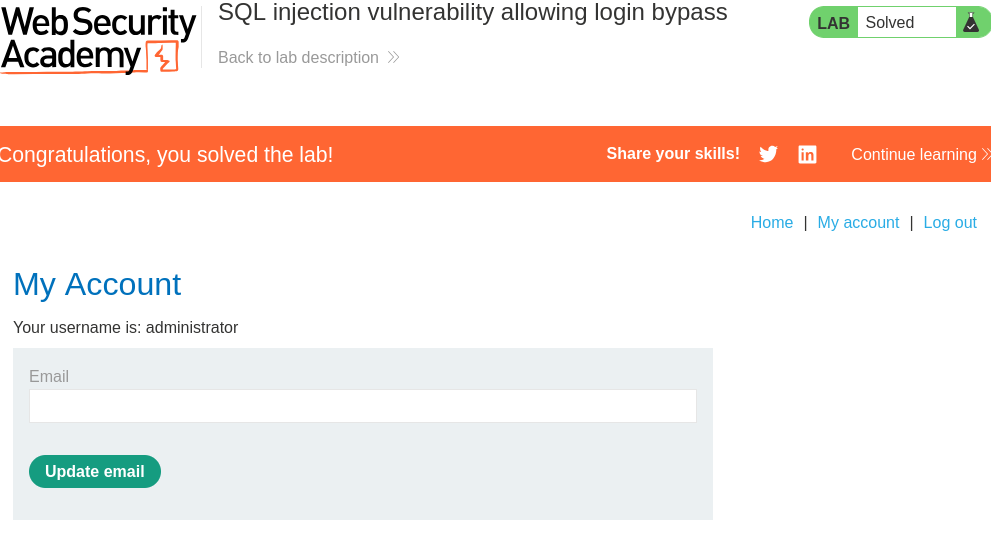 Web Security
Academy
SQL injection vulnerability allowing login bypass
Back to lab description
LAB Solved
Congratulations, you solved the lab!
Share your skills!
Continue learning
Home | My account | Log out
My Account
Your username is: administrator
Email
Update email